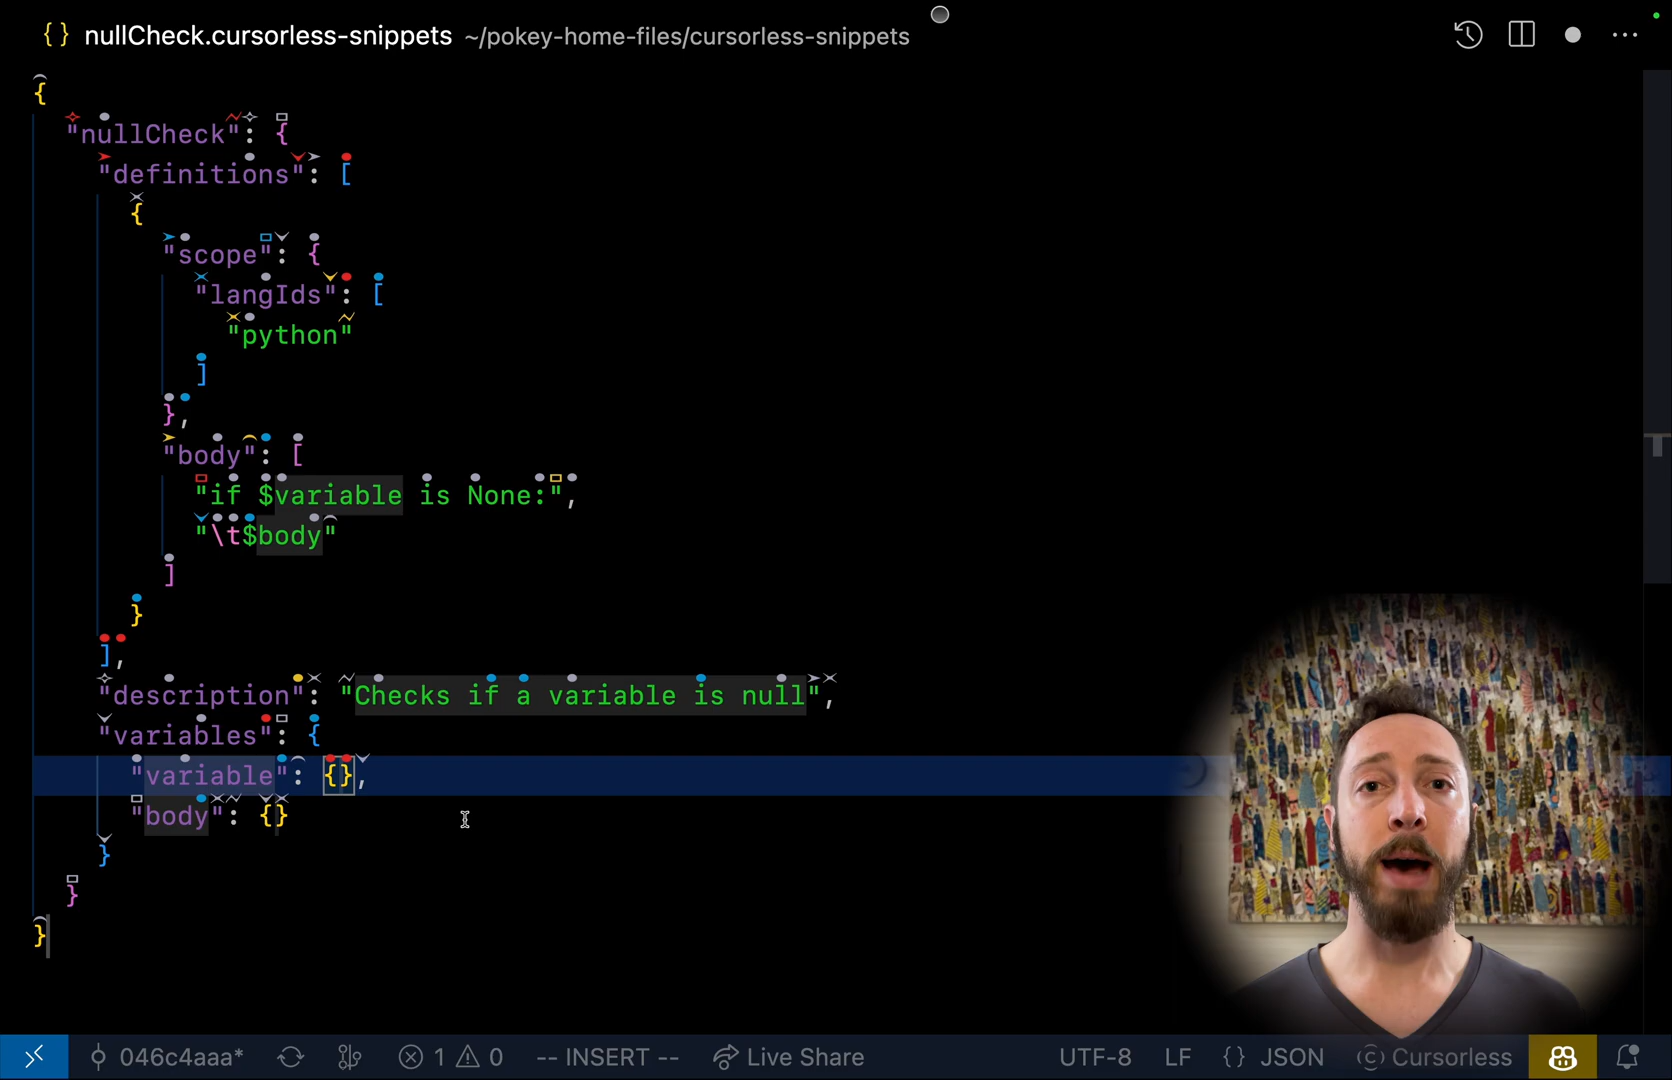 {} nullCheck.cursorless-snippets ~/pokey-home-files/cursorless-snippets ...
{
"nullCheck": {
"definitions": [
{
"scope": {
"langIds": [
"python"
]
},
"body": [
"if $variable is None:",
"\t$body"
]
}
],
"description": "Checks if a variable is null",
"variables": {
"variable": {},
"body": {}
}
}
}
046c4aaa* 1 0 -- INSERT -- Live Share UTF-8 LF {} JSON (C) Cursorless